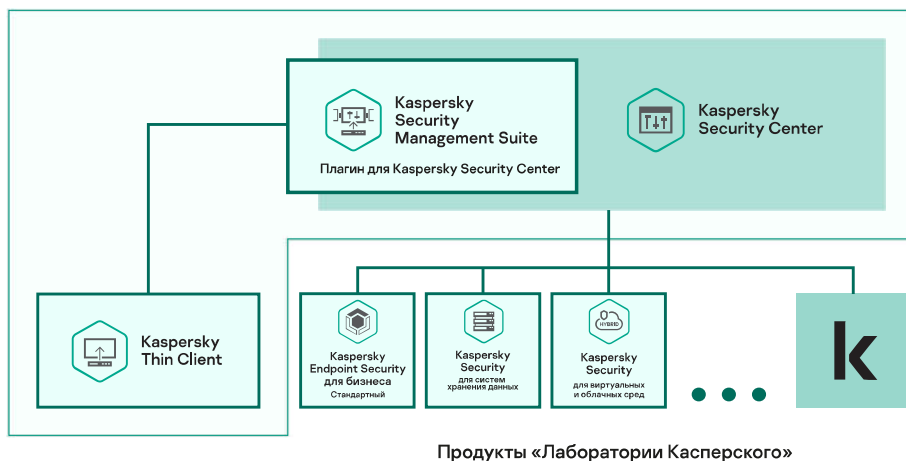 Kaspersky
Security
Management Suite
Плагин для Kaspersky Security Center
Kaspersky
Security Center
Kaspersky
Thin Client
Kaspersky
Endpoint Security
для бизнеса
Стандартный
Kaspersky
Security
для систем
хранения данных
HYBRID
Kaspersky
Security
для виртуальных
и облачных сред
k
Продукты «Лаборатории Касперского»